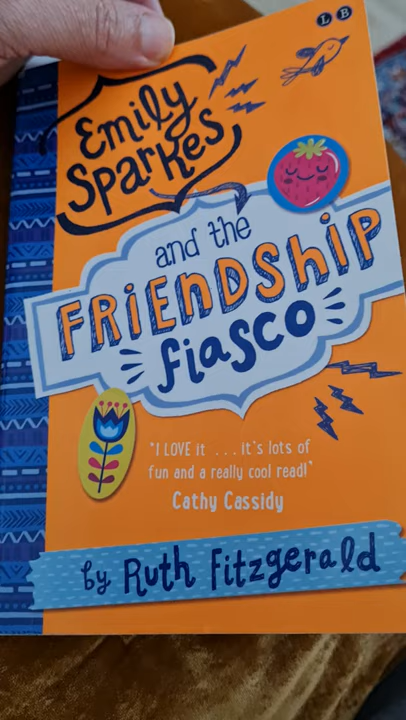 L B
Emily
Sparkes
and the
FRiENDShiP
fiasco
"I LOVE it ... it's lots of
fun and a really cool read!"
Cathy Cassidy
by Ruth Fitzgerald